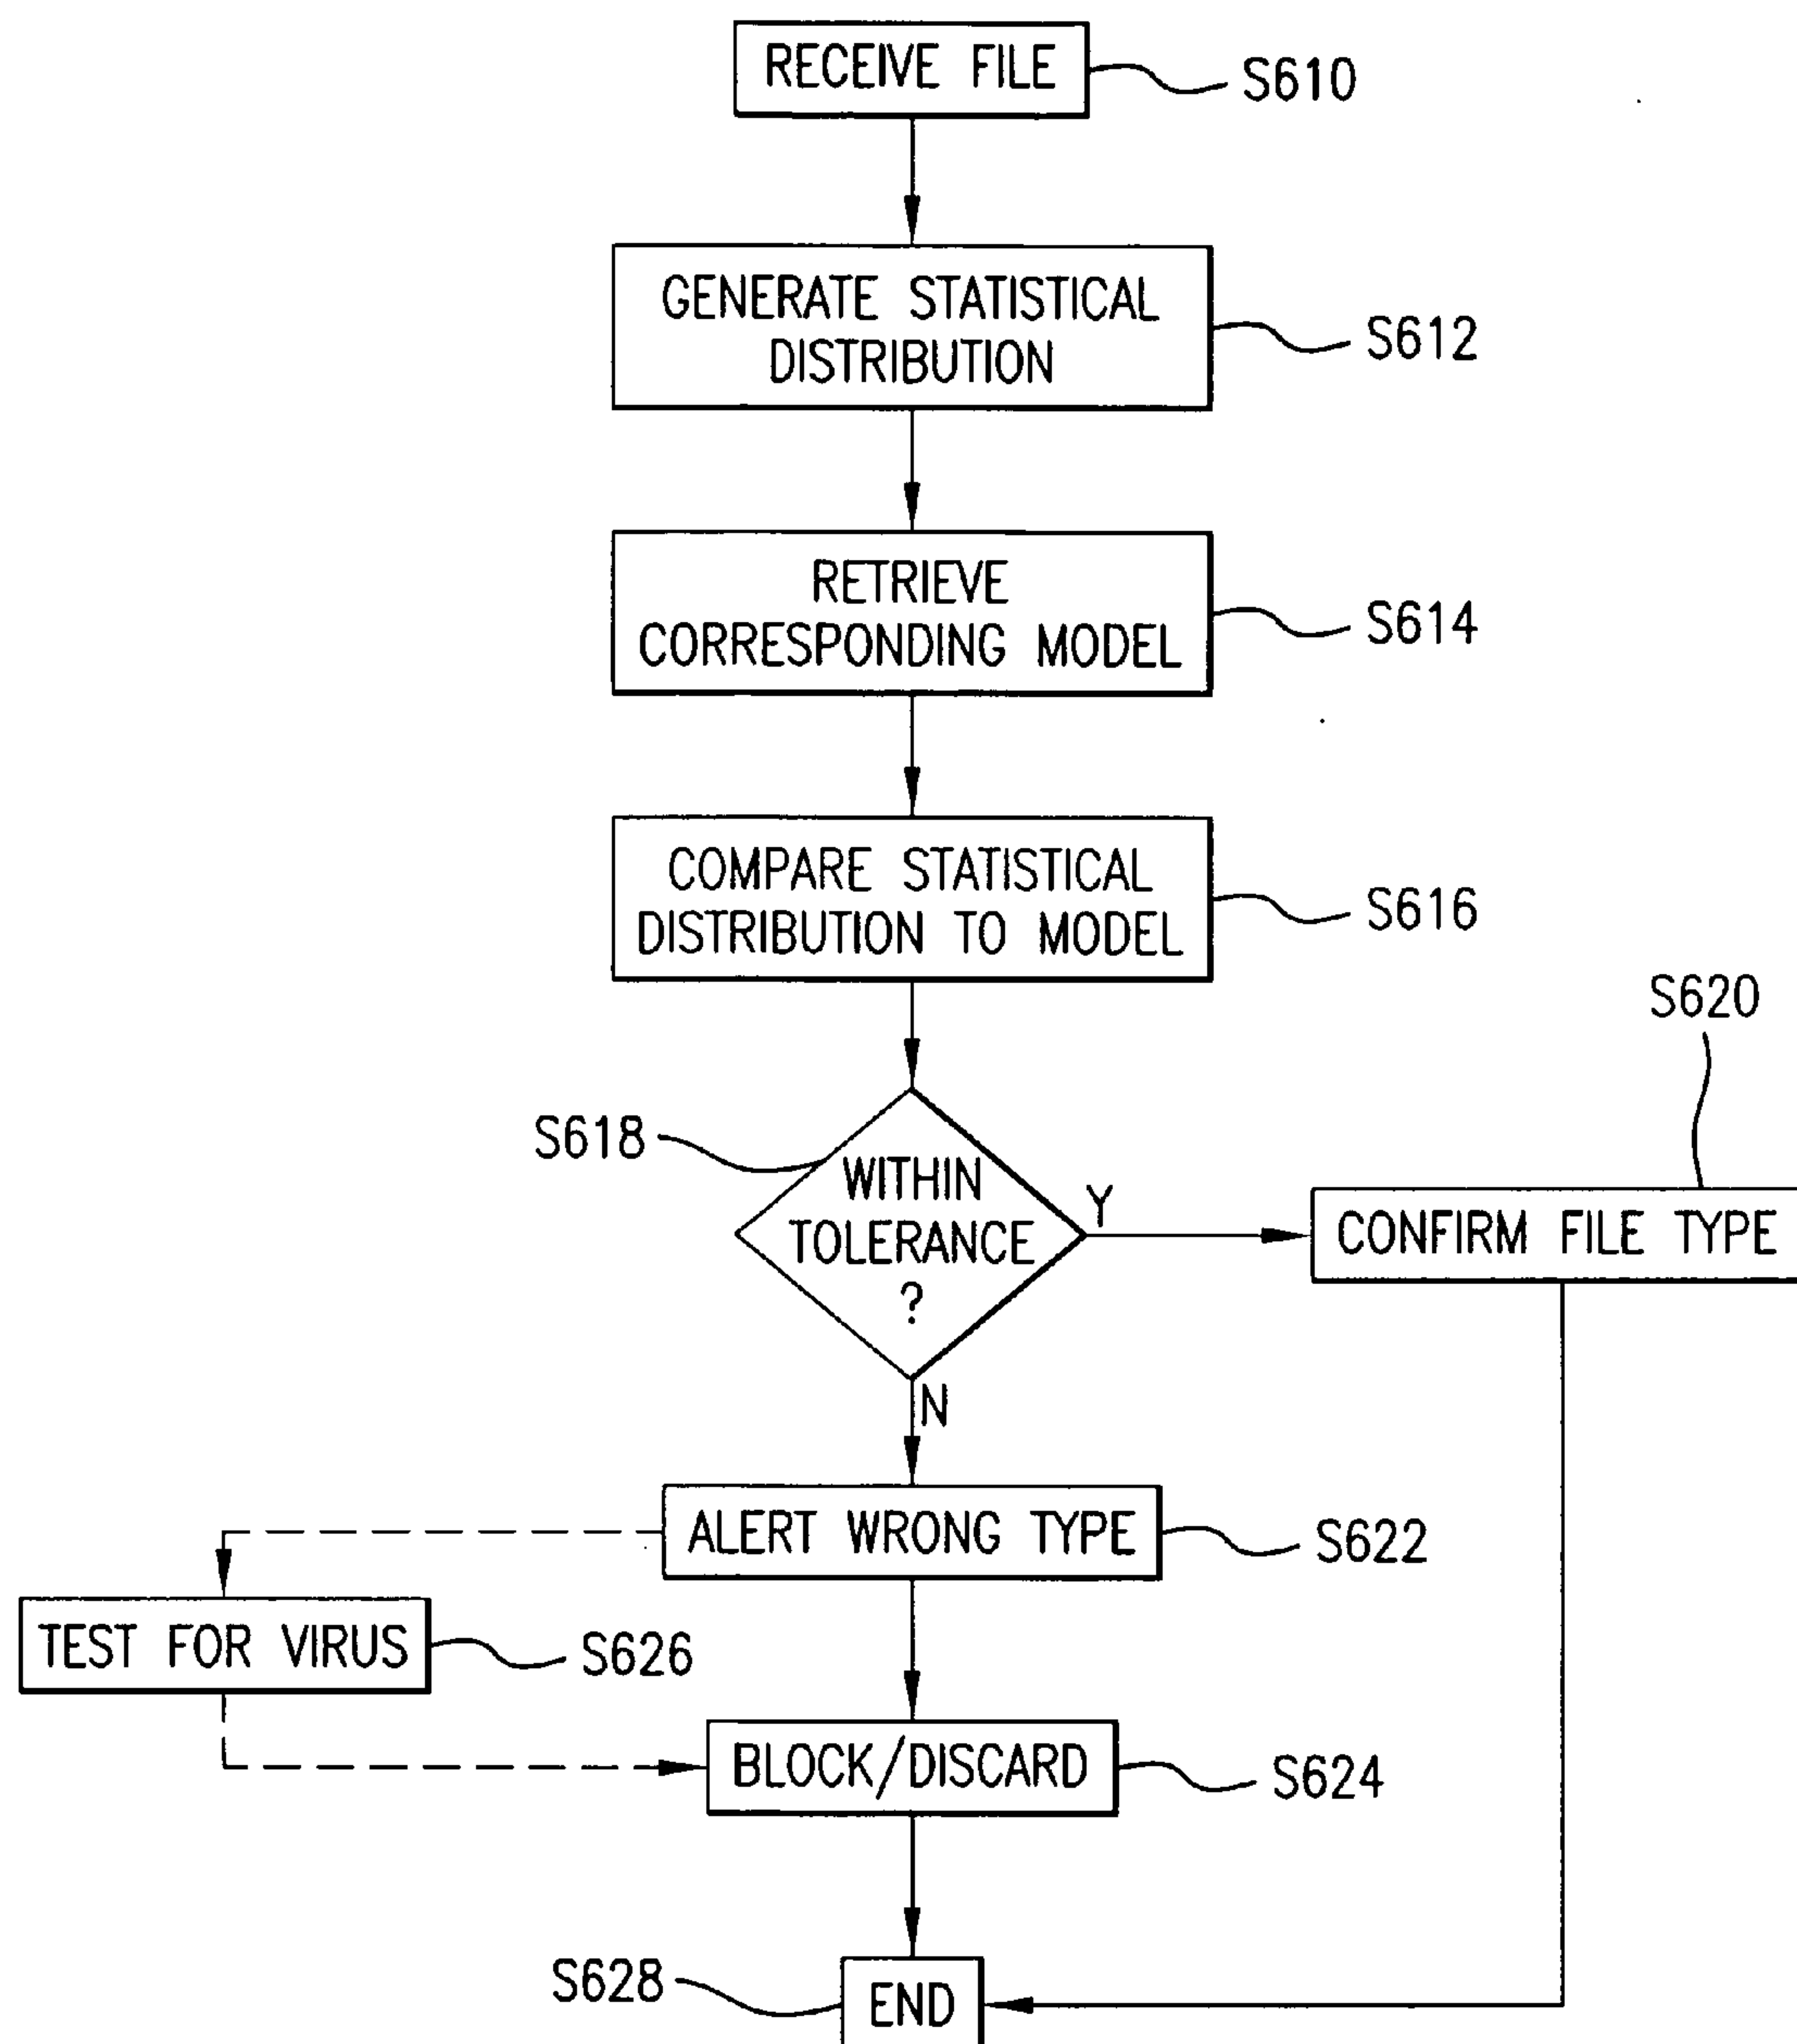 RECEIVE FILE
S610
GENERATE STATISTICAL
DISTRIBUTION
S612
RETRIEVE
CORRESPONDING MODEL
S614
COMPARE STATISTICAL
DISTRIBUTION TO MODEL
S616
S620
S618
WITHIN
TOLERANCE
?
Y
CONFIRM FILE TYPE
N
ALERT WRONG TYPE
S622
TEST FOR VIRUS
S626
BLOCK/DISCARD
S624
S628
END